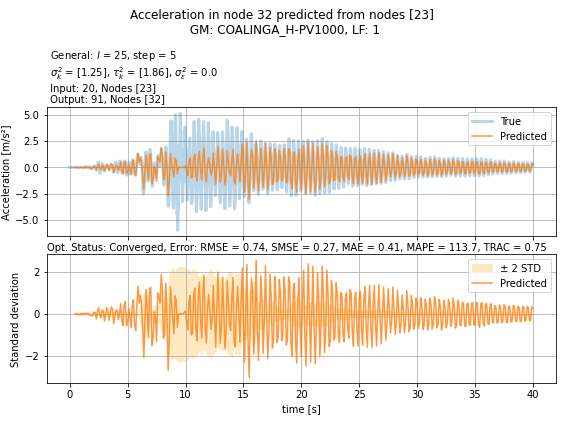 Acceleration in node 32 predicted from nodes [23]
GM: COALINGA_H-PV1000, LF: 1
General: l = 25, step = 5
σ²ₖ = [1.25], τ²ₖ = [1.86], σ²ε = 0.0
Input: 20, Nodes [23]
Output: 91, Nodes [32]
Acceleration [m/s²]
5.0
2.5
0.0
−2.5
−5.0
True
Predicted
Opt. Status: Converged, Error: RMSE = 0.74, SMSE = 0.27, MAE = 0.41, MAPE = 113.7, TRAC = 0.75
Standard deviation
2
0
−2
± 2 STD
Predicted
0 5 10 15 20 25 30 35 40
time [s]